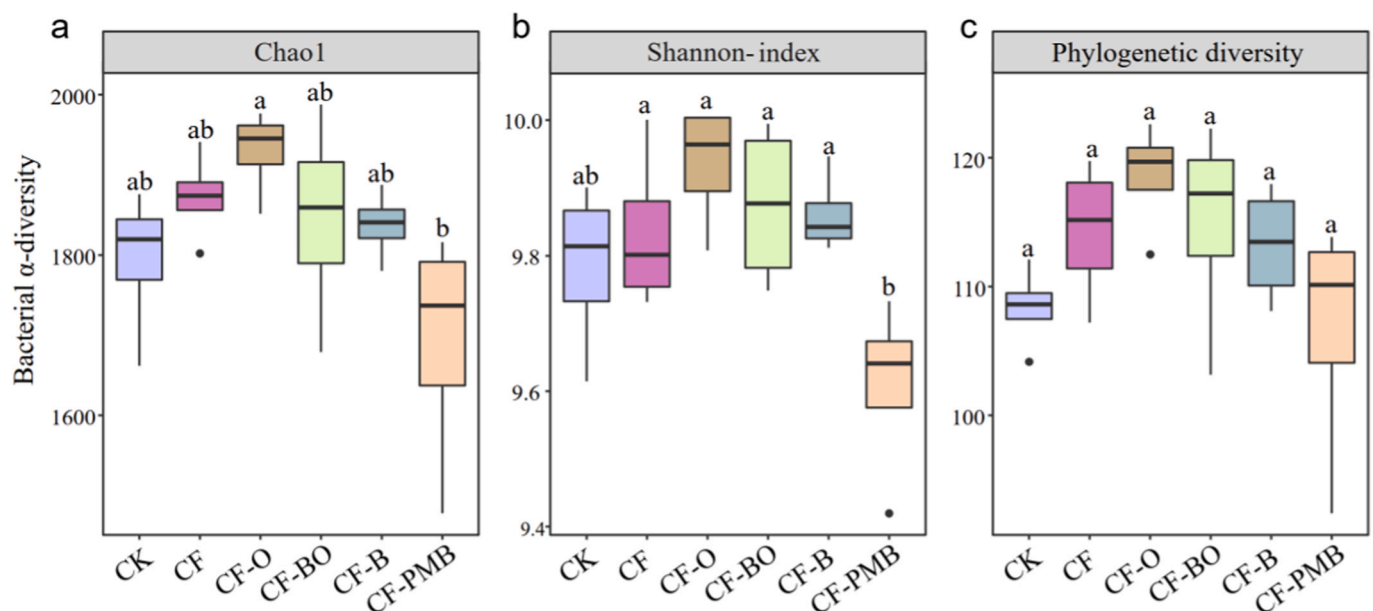 a
Chao1
b
Shannon-index
c
Phylogenetic diversity
Bacterial α-diversity
2000
1800
1600
ab
ab
a
ab
ab
b
CK
CF
CF-O
CF-BO
CF-B
CF-PMB
10.0
9.8
9.6
9.4
ab
a
a
a
a
b
CK
CF
CF-O
CF-BO
CF-B
CF-PMB
120
110
100
a
a
a
a
a
a
CK
CF
CF-O
CF-BO
CF-B
CF-PMB